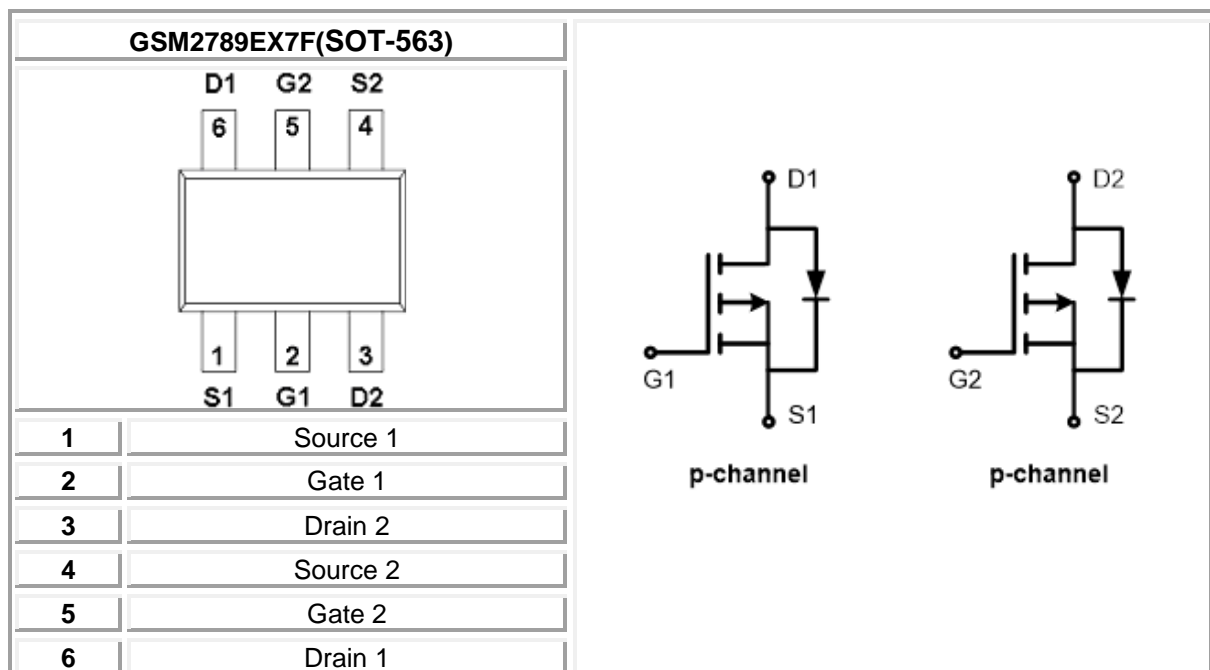 GSM2789EX7F(SOT-563)
D1 G2 S2
6 5 4
1 2 3
S1 G1 D2
1 Source 1
2 Gate 1
3 Drain 2
4 Source 2
5 Gate 2
6 Drain 1
D1 D2
G1 G2
S1 S2
p-channel p-channel